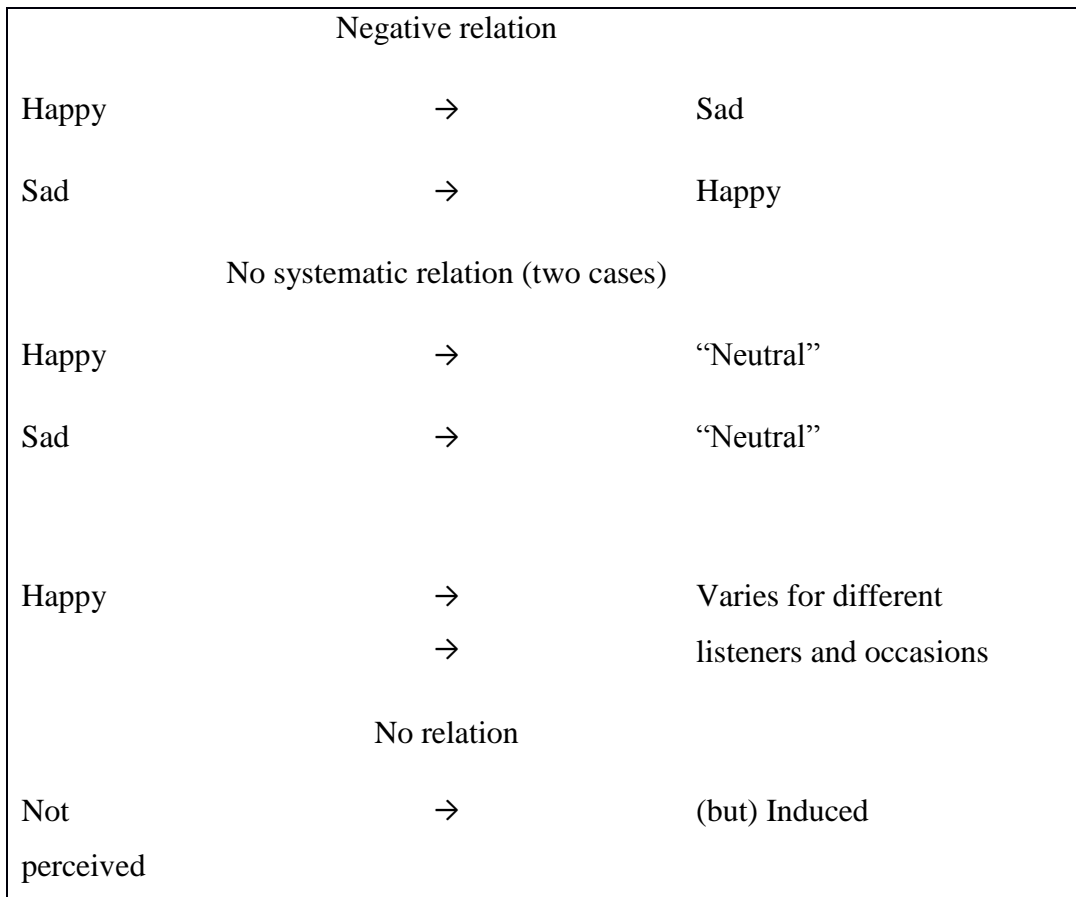 Negative relation
Happy → Sad
Sad → Happy
No systematic relation (two cases)
Happy → “Neutral”
Sad → “Neutral”
Happy → Varies for different
→ listeners and occasions
No relation
Not → (but) Induced
perceived